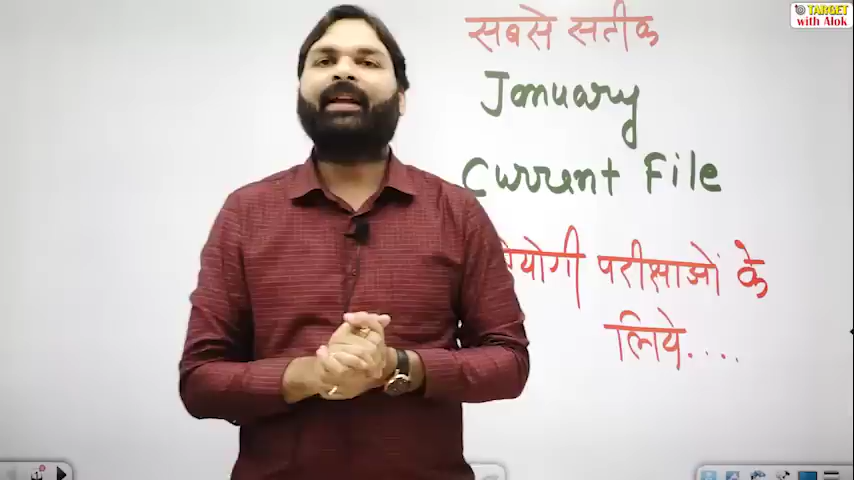 TARGET
with Alok
सबसे सटीक
January
Current File
परीक्षाओं के
लिये....